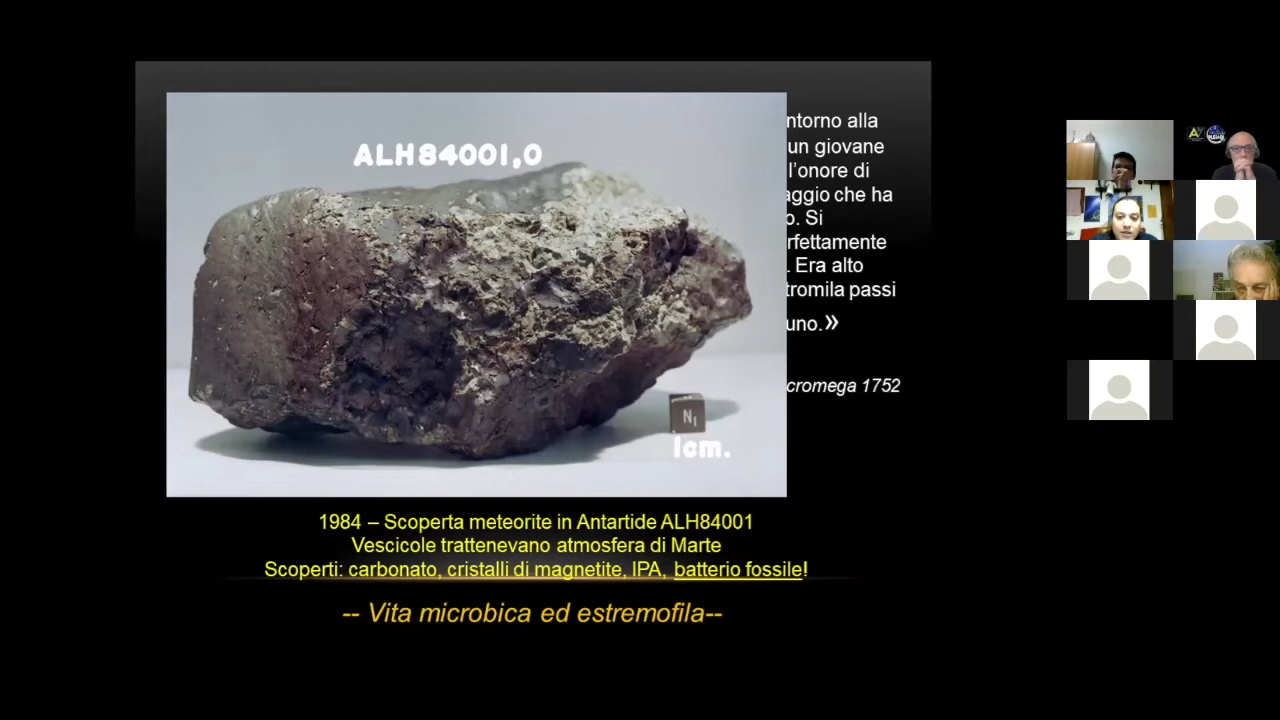 ALH84001,0
ntorno alla
un giovane
l'onore di
aggio che ha
o. Si
rfettamente
. Era alto
tromila passi
uno.»
cromega 1752
N1
1cm.
1984 – Scoperta meteorite in Antartide ALH84001
Vescicole trattenevano atmosfera di Marte
Scoperti: carbonato, cristalli di magnetite, IPA, batterio fossile!
-- Vita microbica ed estremofila--